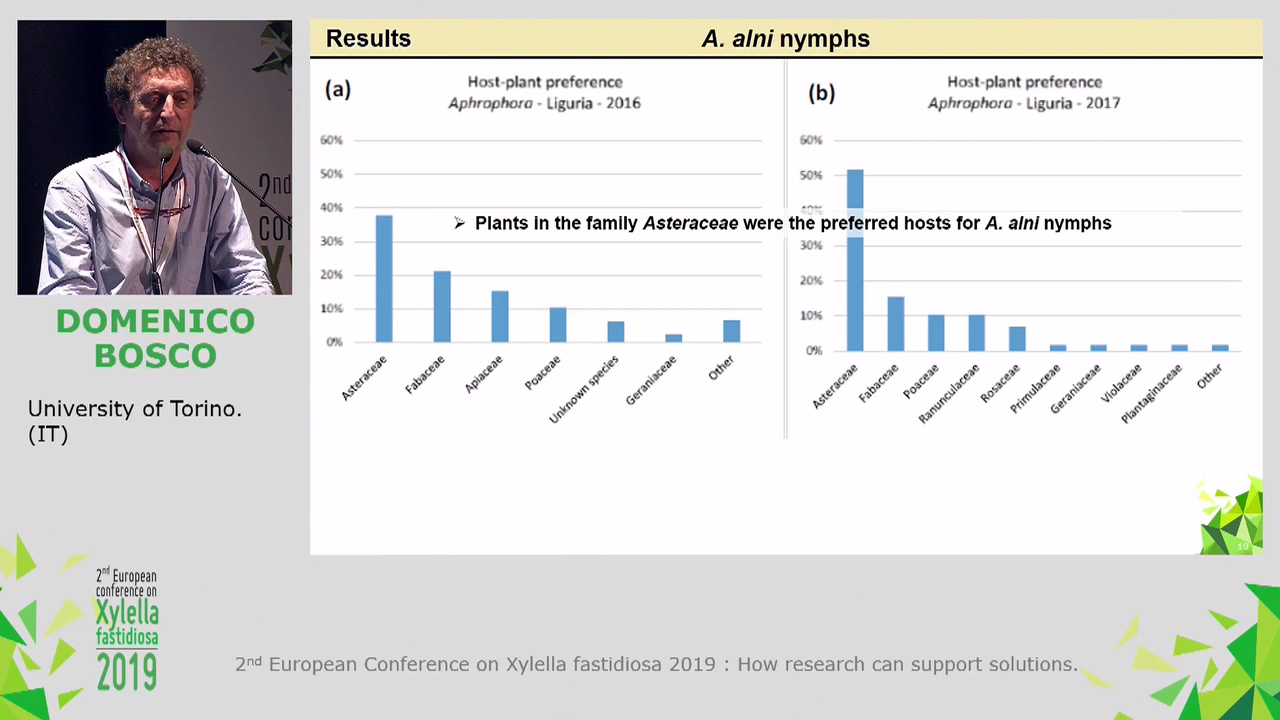 Results
A. alni nymphs
(a)
Host-plant preference
Aphrophora - Liguria - 2016
60%
50%
40%
30%
20%
10%
0%
Asteraceae
Fabaceae
Apiaceae
Poaceae
Unknown species
Geraniaceae
Other
(b)
Host-plant preference
Aphrophora - Liguria - 2017
60%
50%
40%
30%
20%
10%
0%
Asteraceae
Fabaceae
Poaceae
Ranunculaceae
Rosaceae
Primulaceae
Geraniaceae
Violaceae
Plantaginaceae
Other
➢ Plants in the family Asteraceae were the preferred hosts for A. alni nymphs
19
2nd
CON
DOMENICO
BOSCO
University of Torino.
(IT)
2nd European
conference on
Xylella
fastidiosa
2019
2nd European Conference on Xylella fastidiosa 2019 : How research can support solutions.